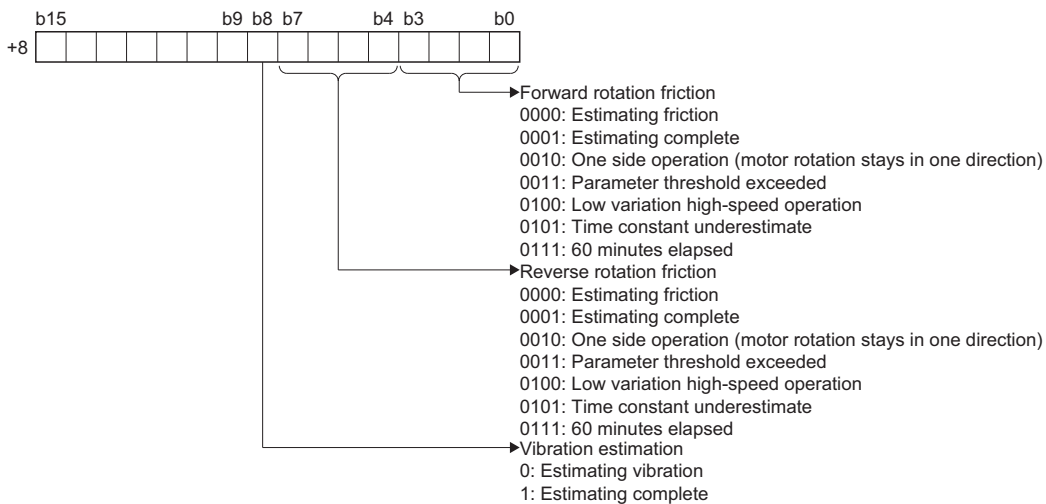 b15 b9 b8 b7 b4 b3 b0
+8
Forward rotation friction
0000: Estimating friction
0001: Estimating complete
0010: One side operation (motor rotation stays in one direction)
0011: Parameter threshold exceeded
0100: Low variation high-speed operation
0101: Time constant underestimate
0111: 60 minutes elapsed
Reverse rotation friction
0000: Estimating friction
0001: Estimating complete
0010: One side operation (motor rotation stays in one direction)
0011: Parameter threshold exceeded
0100: Low variation high-speed operation
0101: Time constant underestimate
0111: 60 minutes elapsed
Vibration estimation
0: Estimating vibration
1: Estimating complete